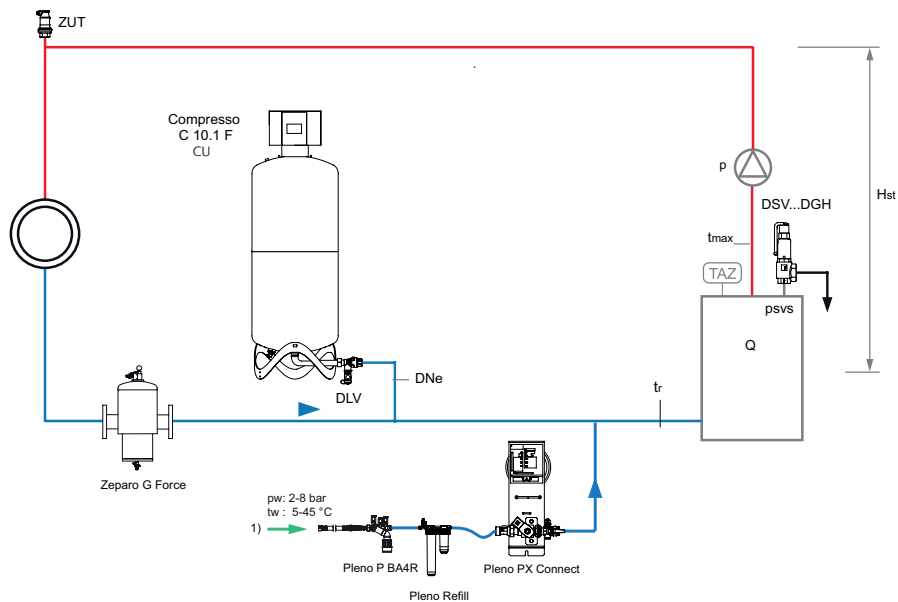 ZUT
Compresso
C 10.1 F
CU
p
Hst
DSV...DGH
tmax
TAZ
psvs
Q
DNe
DLV
tr
Zeparo G Force
pw: 2-8 bar
tw : 5-45 °C
1)
Pleno P BA4R
Pleno PX Connect
Pleno Refill